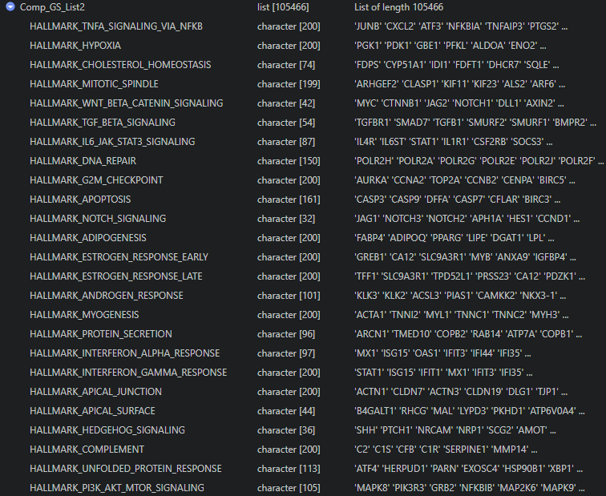 Comp_GS_List2 list [105466] List of length 105466
HALLMARK_TNFA_SIGNALING_VIA_NFKB character [200] 'JUNB' 'CXCL2' 'ATF3' 'NFKBIA' 'TNFAIP3' 'PTGS2' ...
HALLMARK_HYPOXIA character [200] 'PGK1' 'PDK1' 'GBE1' 'PFKL' 'ALDOA' 'ENO2' ...
HALLMARK_CHOLESTEROL_HOMEOSTASIS character [74] 'FDPS' 'CYP51A1' 'IDI1' 'FDFT1' 'DHCR7' 'SQLE' ...
HALLMARK_MITOTIC_SPINDLE character [199] 'ARHGEF2' 'CLASP1' 'KIF11' 'KIF23' 'ALS2' 'ARF6' ...
HALLMARK_WNT_BETA_CATENIN_SIGNALING character [42] 'MYC' 'CTNNB1' 'JAG2' 'NOTCH1' 'DLL1' 'AXIN2' ...
HALLMARK_TGF_BETA_SIGNALING character [54] 'TGFBR1' 'SMAD7' 'TGFB1' 'SMURF2' 'SMURF1' 'BMPR2' ...
HALLMARK_IL6_JAK_STAT3_SIGNALING character [87] 'IL4R' 'IL6ST' 'STAT1' 'IL1R1' 'CSF2RB' 'SOCS3' ...
HALLMARK_DNA_REPAIR character [150] 'POLR2H' 'POLR2A' 'POLR2G' 'POLR2E' 'POLR2J' 'POLR2F' ...
HALLMARK_G2M_CHECKPOINT character [200] 'AURKA' 'CCNA2' 'TOP2A' 'CCNB2' 'CENPA' 'BIRC5' ...
HALLMARK_APOPTOSIS character [161] 'CASP3' 'CASP9' 'DFFA' 'CASP7' 'CFLAR' 'BIRC3' ...
HALLMARK_NOTCH_SIGNALING character [32] 'JAG1' 'NOTCH3' 'NOTCH2' 'APH1A' 'HES1' 'CCND1' ...
HALLMARK_ADIPOGENESIS character [200] 'FABP4' 'ADIPOQ' 'PPARG' 'LIPE' 'DGAT1' 'LPL' ...
HALLMARK_ESTROGEN_RESPONSE_EARLY character [200] 'GREB1' 'CA12' 'SLC9A3R1' 'MYB' 'ANXA9' 'IGFBP4' ...
HALLMARK_ESTROGEN_RESPONSE_LATE character [200] 'TFF1' 'SLC9A3R1' 'TPD52L1' 'PRSS23' 'CA12' 'PDZK1' ...
HALLMARK_ANDROGEN_RESPONSE character [101] 'KLK3' 'KLK2' 'ACSL3' 'PIAS1' 'CAMKK2' 'NKX3-1' ...
HALLMARK_MYOGENESIS character [200] 'ACTA1' 'TNNI2' 'MYL1' 'TNNC1' 'TNNC2' 'MYH3' ...
HALLMARK_PROTEIN_SECRETION character [96] 'ARCN1' 'TMED10' 'COPB2' 'RAB14' 'ATP7A' 'COPB1' ...
HALLMARK_INTERFERON_ALPHA_RESPONSE character [97] 'MX1' 'ISG15' 'OAS1' 'IFIT3' 'IFI44' 'IFI35' ...
HALLMARK_INTERFERON_GAMMA_RESPONSE character [200] 'STAT1' 'ISG15' 'IFIT1' 'MX1' 'IFIT3' 'IFI35' ...
HALLMARK_APICAL_JUNCTION character [200] 'ACTN1' 'CLDN7' 'ACTN3' 'CLDN19' 'DLG1' 'TJP1' ...
HALLMARK_APICAL_SURFACE character [44] 'B4GALT1' 'RHCG' 'MAL' 'LYPD3' 'PKHD1' 'ATP6V0A4' ...
HALLMARK_HEDGEHOG_SIGNALING character [36] 'SHH' 'PTCH1' 'NRCAM' 'NRP1' 'SCG2' 'AMOT' ...
HALLMARK_COMPLEMENT character [200] 'C2' 'C1S' 'CFB' 'C1R' 'SERPINE1' 'MMP14' ...
HALLMARK_UNFOLDED_PROTEIN_RESPONSE character [113] 'ATF4' 'HERPUD1' 'PARN' 'EXOSC4' 'HSP90B1' 'XBP1' ...
HALLMARK_PI3K_AKT_MTOR_SIGNALING character [105] 'MAPK8' 'PIK3R3' 'GRB2' 'NFKBIB' 'MAP2K6' 'MAPK9' ...